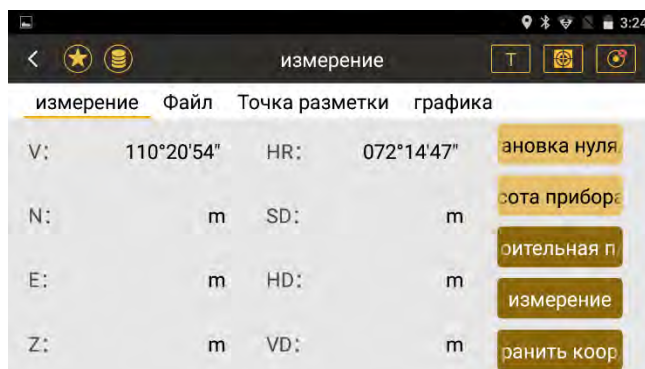 3:24
измерение
T
измерение Файл Точка разметки графика
V: 110°20'54" HR: 072°14'47" ановка нуля
N: m SD: m сота прибора
E: m HD: m оительная п
измерение
Z: m VD: m ранить коор